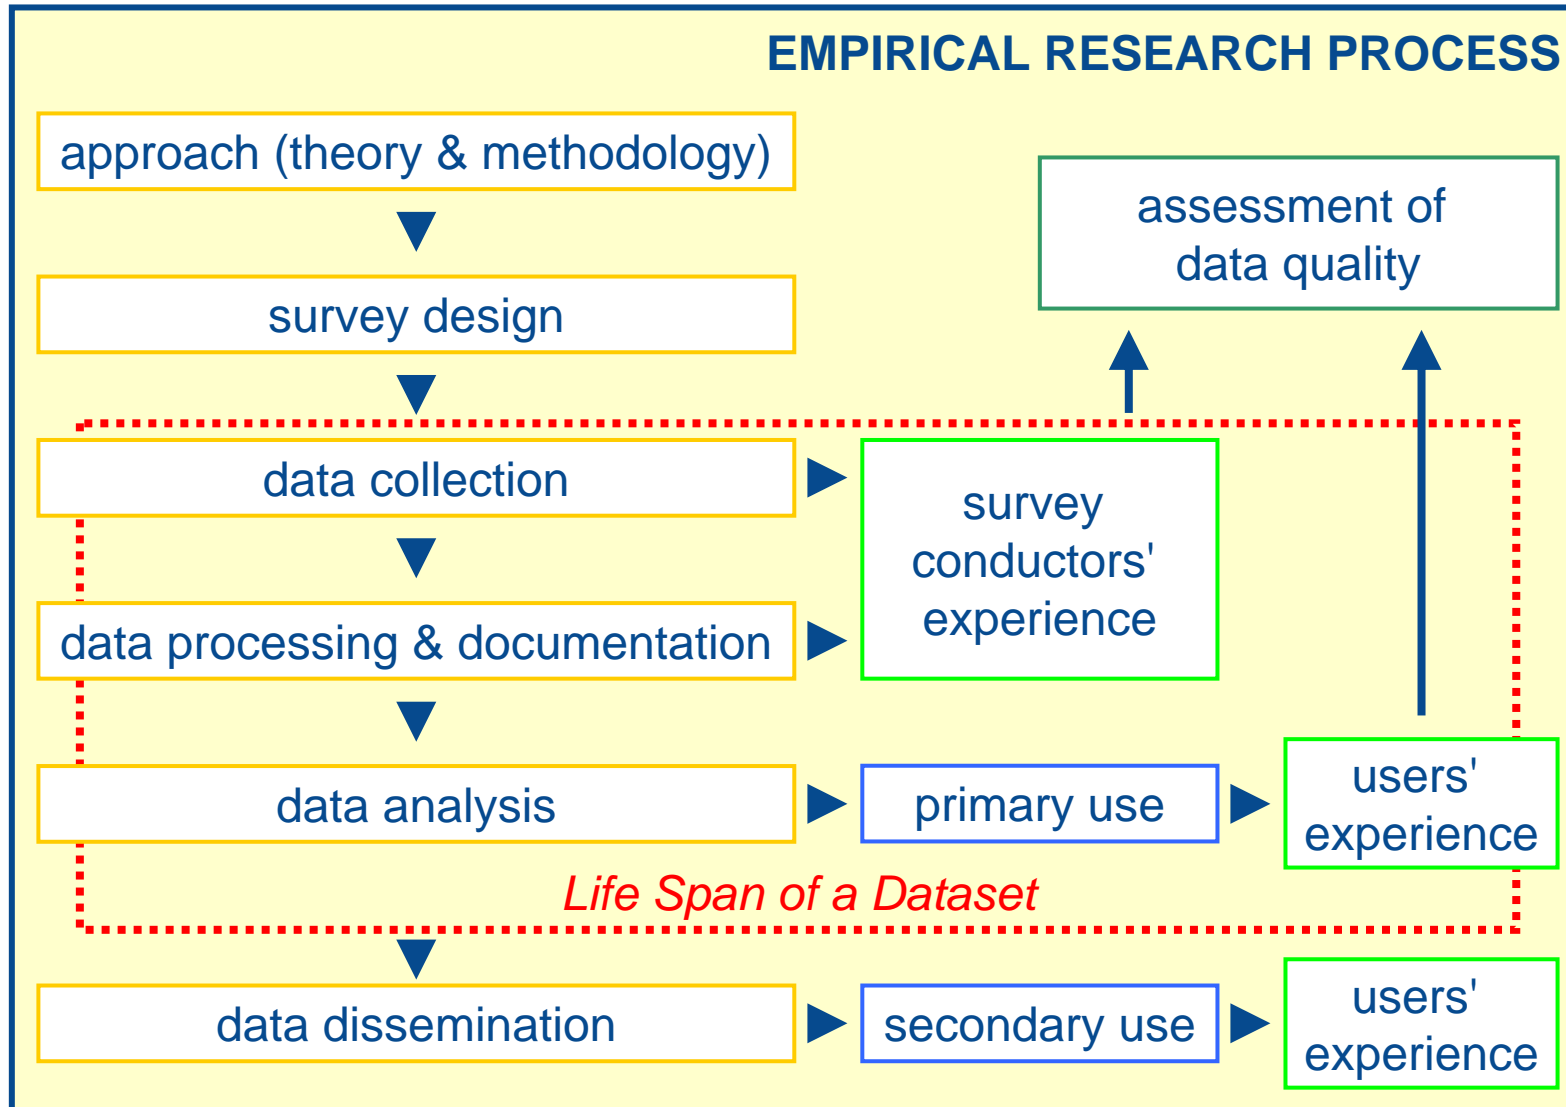 EMPIRICAL RESEARCH PROCESS
approach (theory & methodology)
assessment of
data quality
survey design
data collection
survey
conductors'
experience
data processing & documentation
data analysis
primary use
users'
experience
Life Span of a Dataset
data dissemination
secondary use
users'
experience